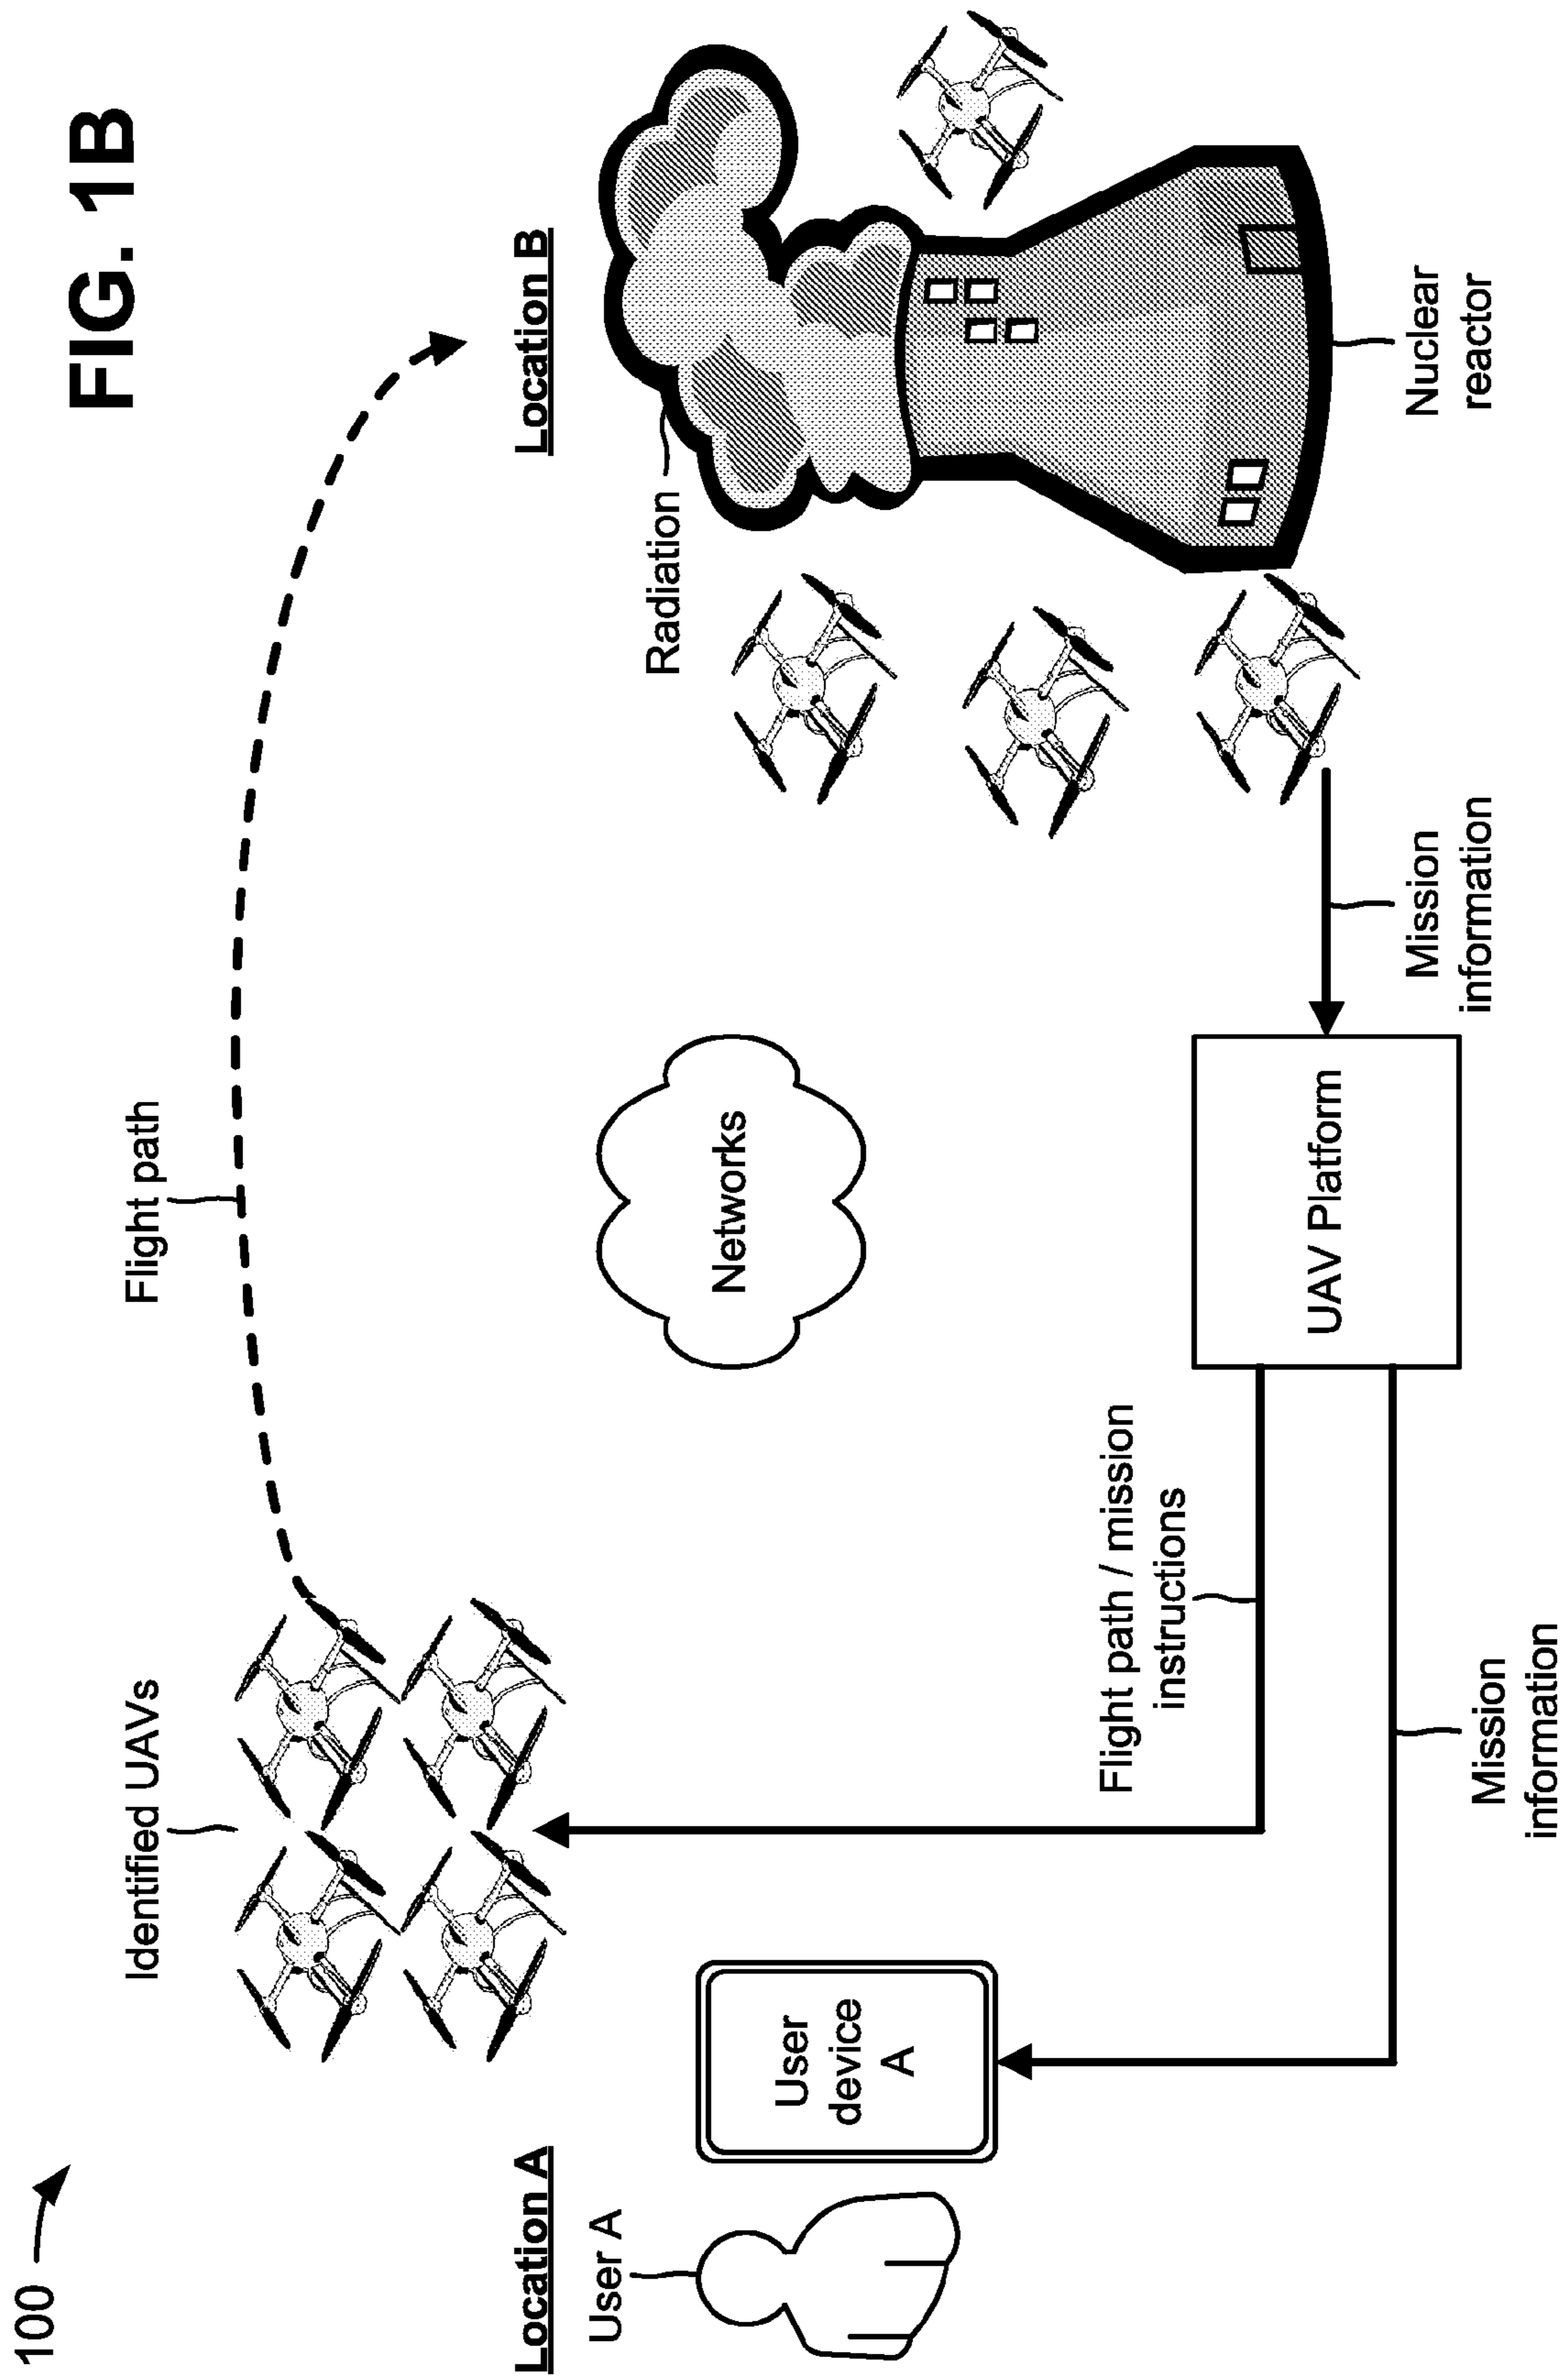 100
FIG. 1B
Identified UAVs
Flight path
Location A
User A
Location B
Radiation
User
device
A
Networks
Flight path / mission
instructions
UAV Platform
Mission
information
Nuclear
reactor
Mission
information